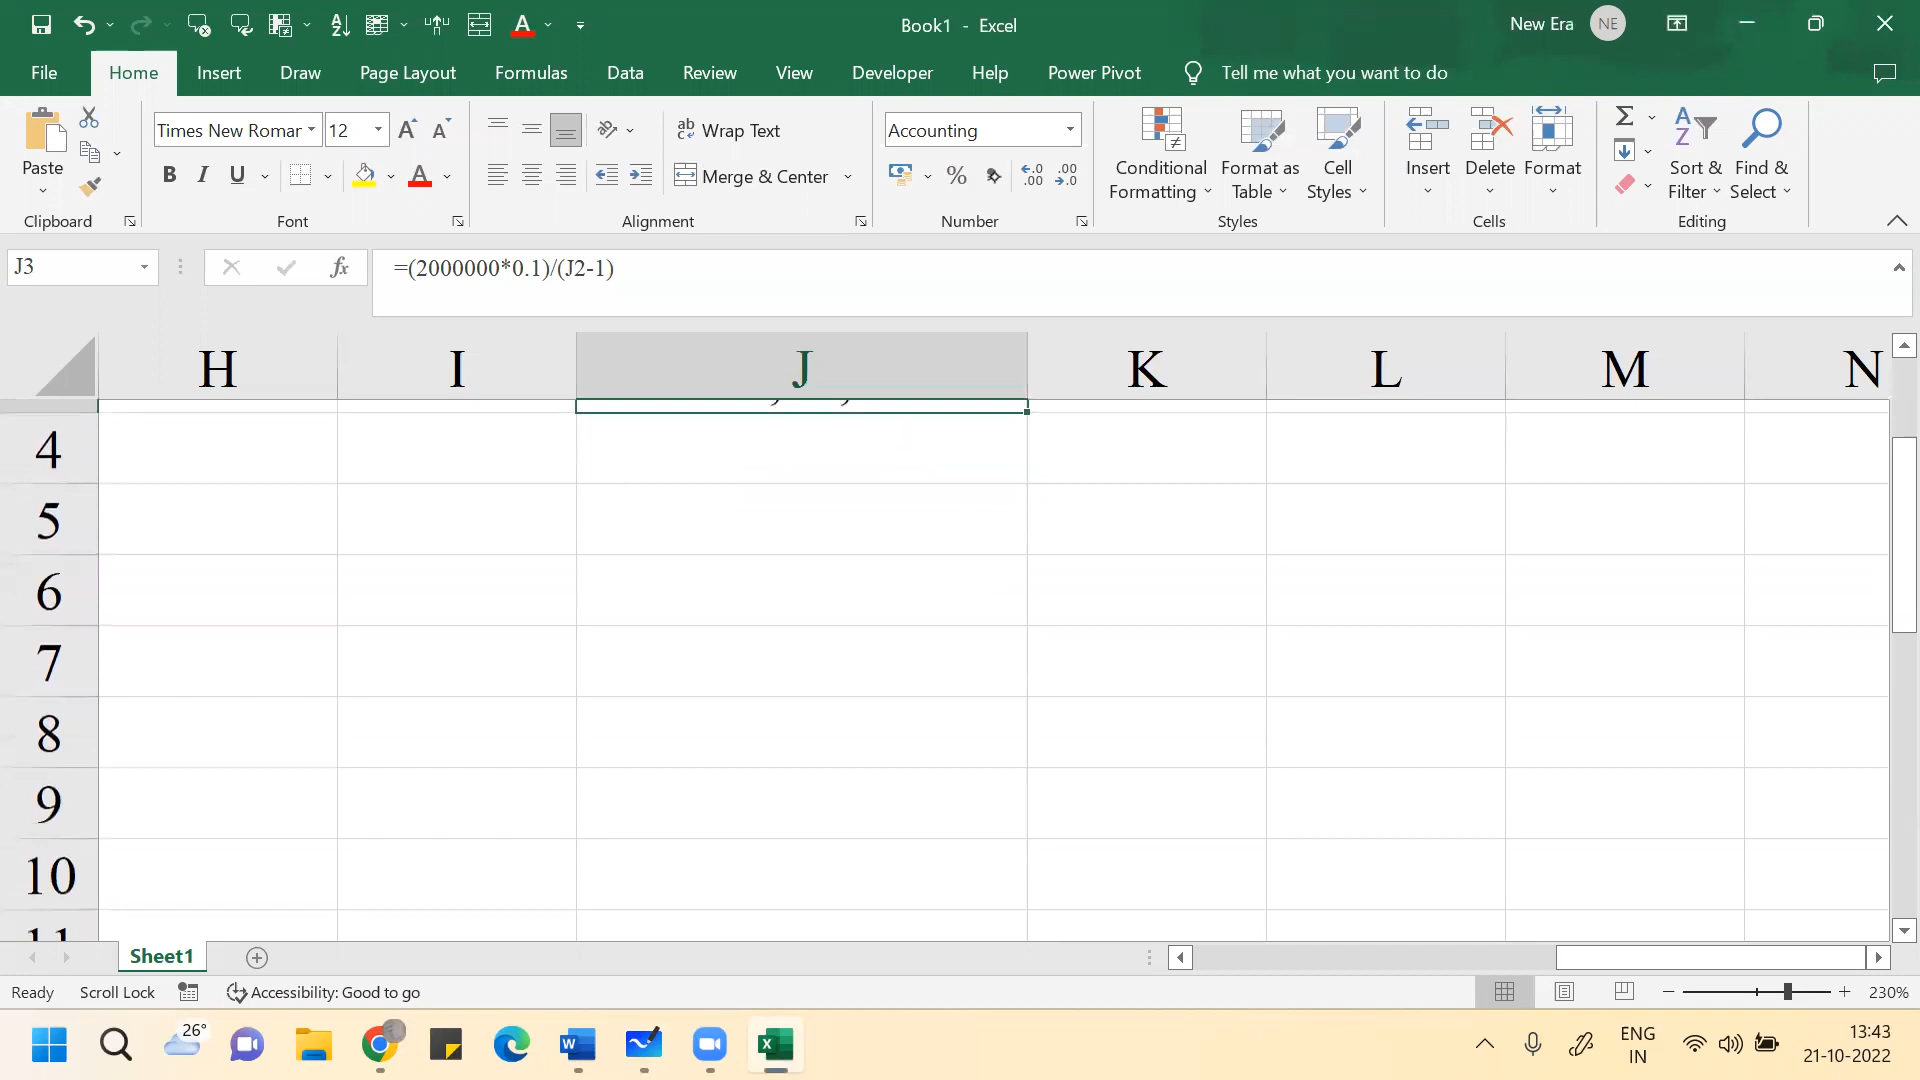 Book1 - Excel
New Era NE
File Home Insert Draw Page Layout Formulas Data Review View Developer Help Power Pivot Tell me what you want to do
Paste
Clipboard
Times New Romar 12
B I U
Font
ab Wrap Text
Merge & Center
Alignment
Accounting
%
Number
Conditional Formatting
Format as Table
Cell Styles
Styles
Insert Delete Format
Cells
Sort & Filter
Find & Select
Editing
J3 fx =(2000000*0.1)/(J2-1)
H I J K L M N
4
5
6
7
8
9
10
11
Sheet1
Ready Scroll Lock Accessibility: Good to go 230%
26°
ENG
IN
13:43
21-10-2022